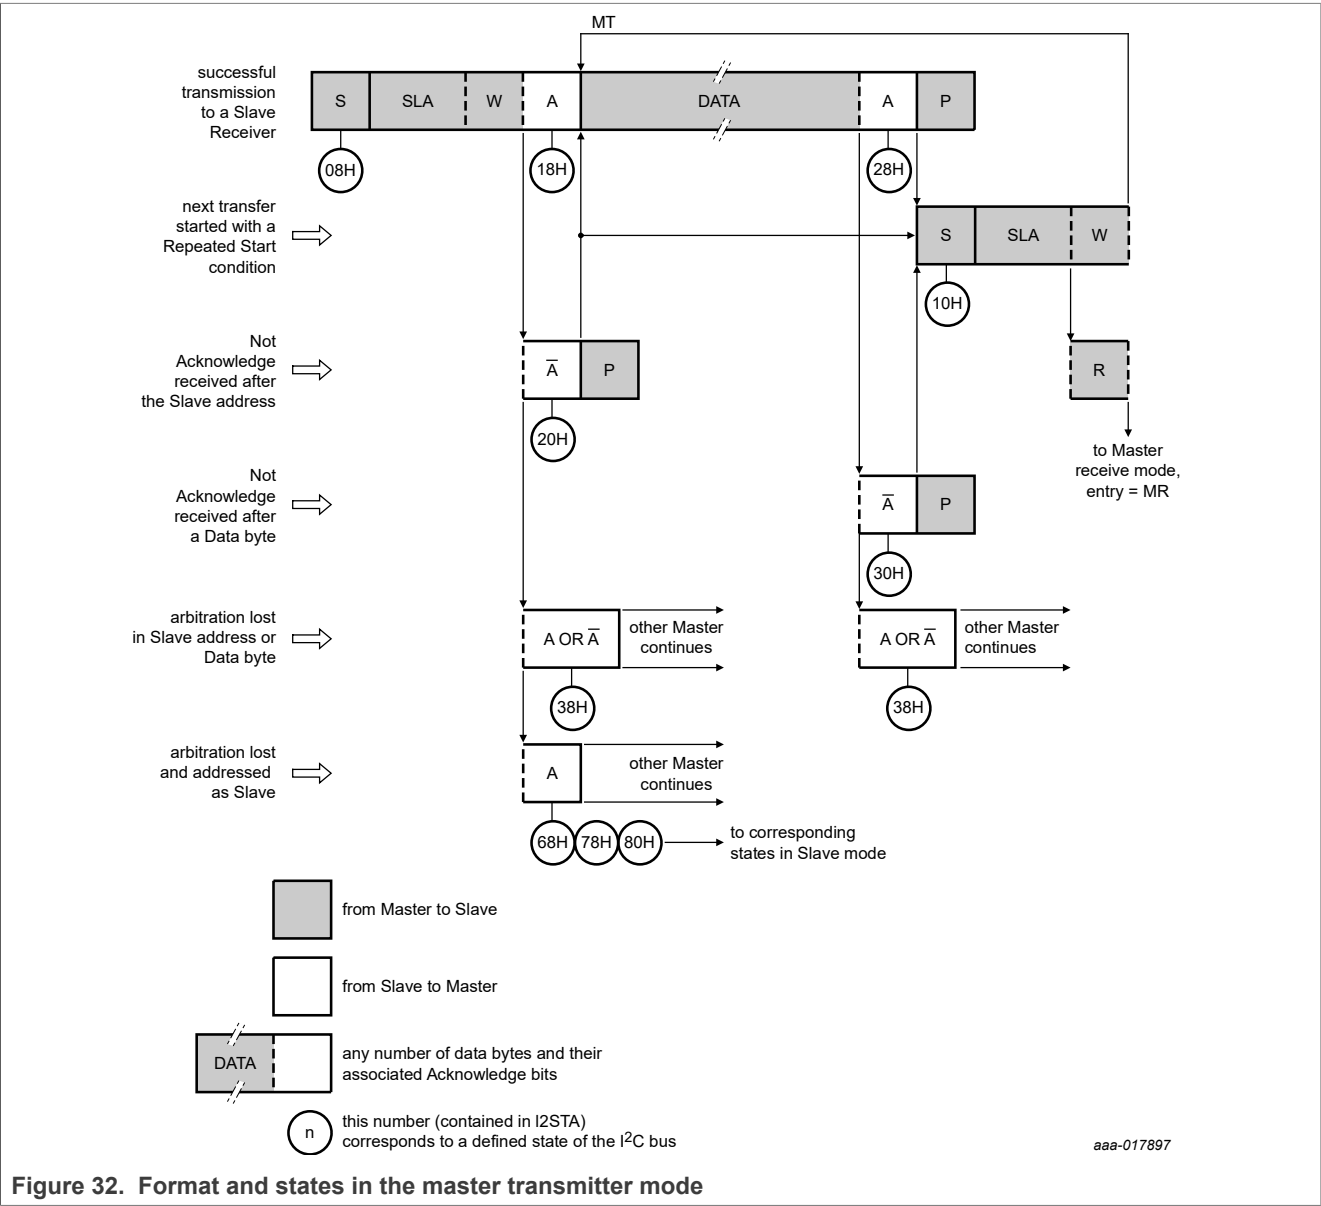 MT
successful
transmission
to a Slave
Receiver
S SLA W A DATA A P
08H 18H 28H
next transfer
started with a
Repeated Start
condition
S SLA W
10H
Not
Acknowledge
received after
the Slave address
A̅ P
R
20H
to Master
receive mode,
entry = MR
Not
Acknowledge
received after
a Data byte
A̅ P
30H
arbitration lost
in Slave address or
Data byte
A OR A̅
other Master
continues
A OR A̅
other Master
continues
38H 38H
arbitration lost
and addressed
as Slave
A
other Master
continues
68H 78H 80H
to corresponding
states in Slave mode
from Master to Slave
from Slave to Master
DATA
any number of data bytes and their
associated Acknowledge bits
n
this number (contained in I2STA)
corresponds to a defined state of the I²C bus
aaa-017897
Figure 32. Format and states in the master transmitter mode